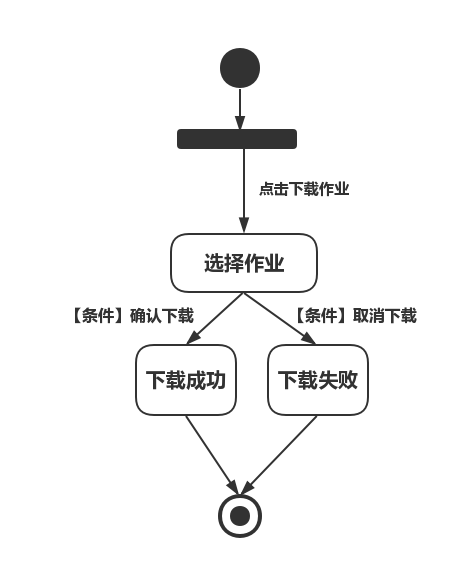 点击下载作业
选择作业
【条件】确认下载
【条件】取消下载
下载成功
下载失败